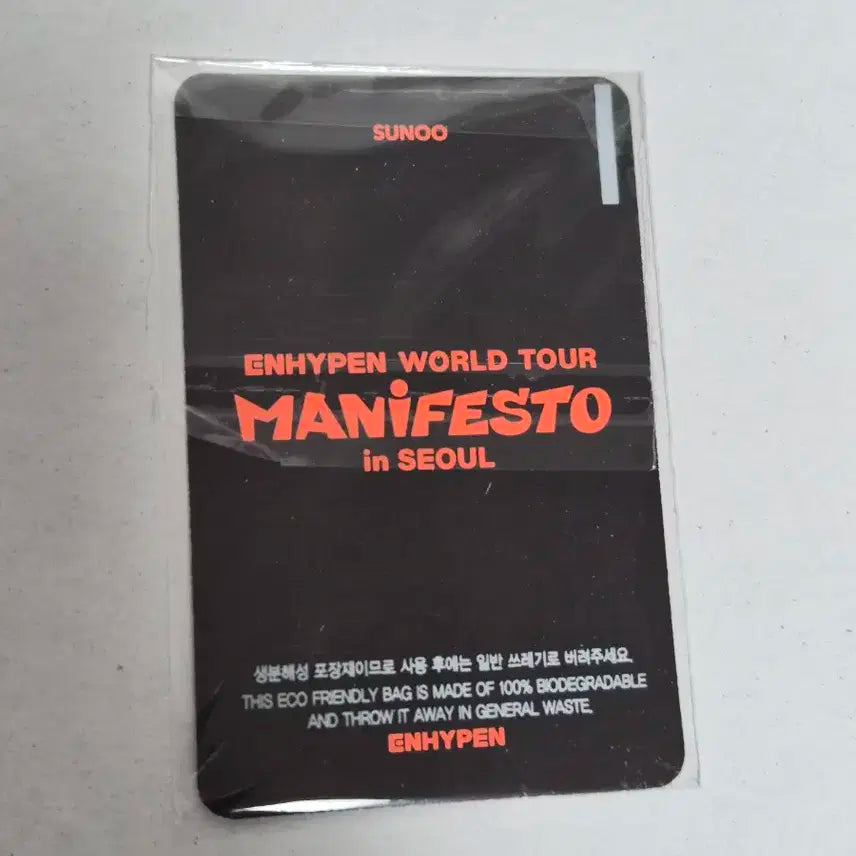 SUNOO
ENHYPEN WORLD TOUR
MANiFESTO
in SEOUL
생분해성 포장재이므로 사용 후에는 일반 쓰레기로 버려주세요.
THIS ECO FRIENDLY BAG IS MADE OF 100% BIODEGRADABLE
AND THROW IT AWAY IN GENERAL WASTE.
ENHYPEN